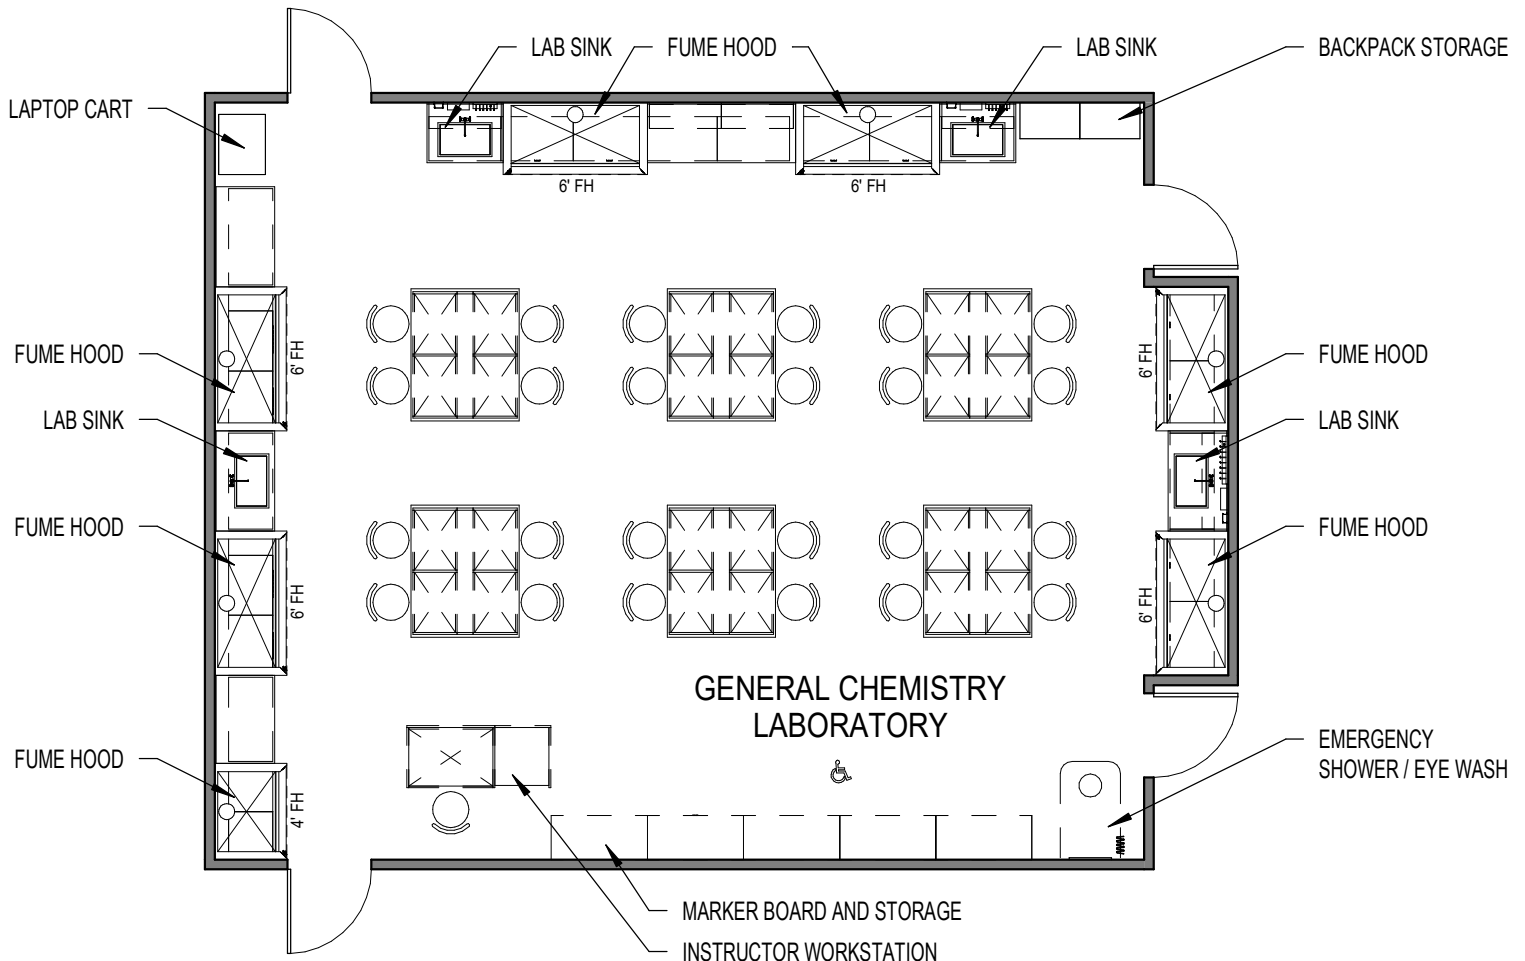 LAB SINK
FUME HOOD
LAB SINK
BACKPACK STORAGE
LAPTOP CART
6' FH
6' FH
FUME HOOD
6' FH
6' FH
FUME HOOD
LAB SINK
LAB SINK
FUME HOOD
FUME HOOD
6' FH
6' FH
GENERAL CHEMISTRY
LABORATORY
FUME HOOD
4' FH
EMERGENCY
SHOWER / EYE WASH
MARKER BOARD AND STORAGE
INSTRUCTOR WORKSTATION